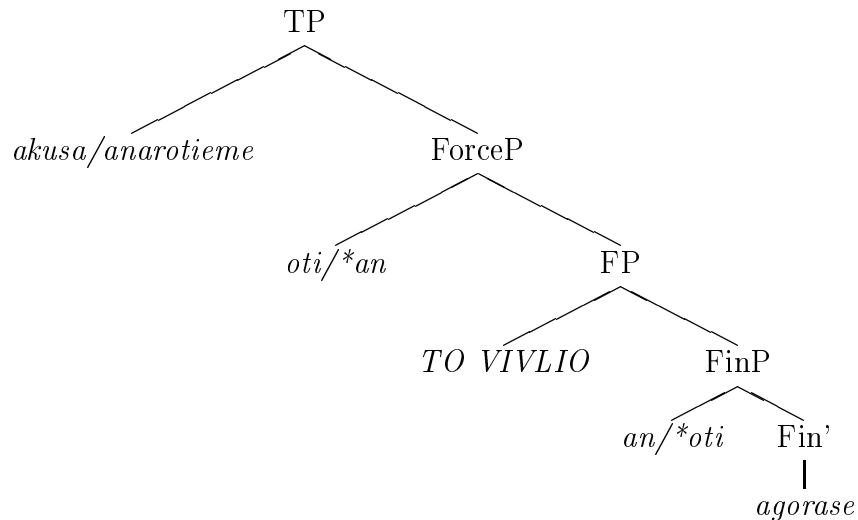 TP
akusa/anarotieme ForceP
oti/*an FP
TO VIVLIO FinP
an/*oti Fin'
agorase